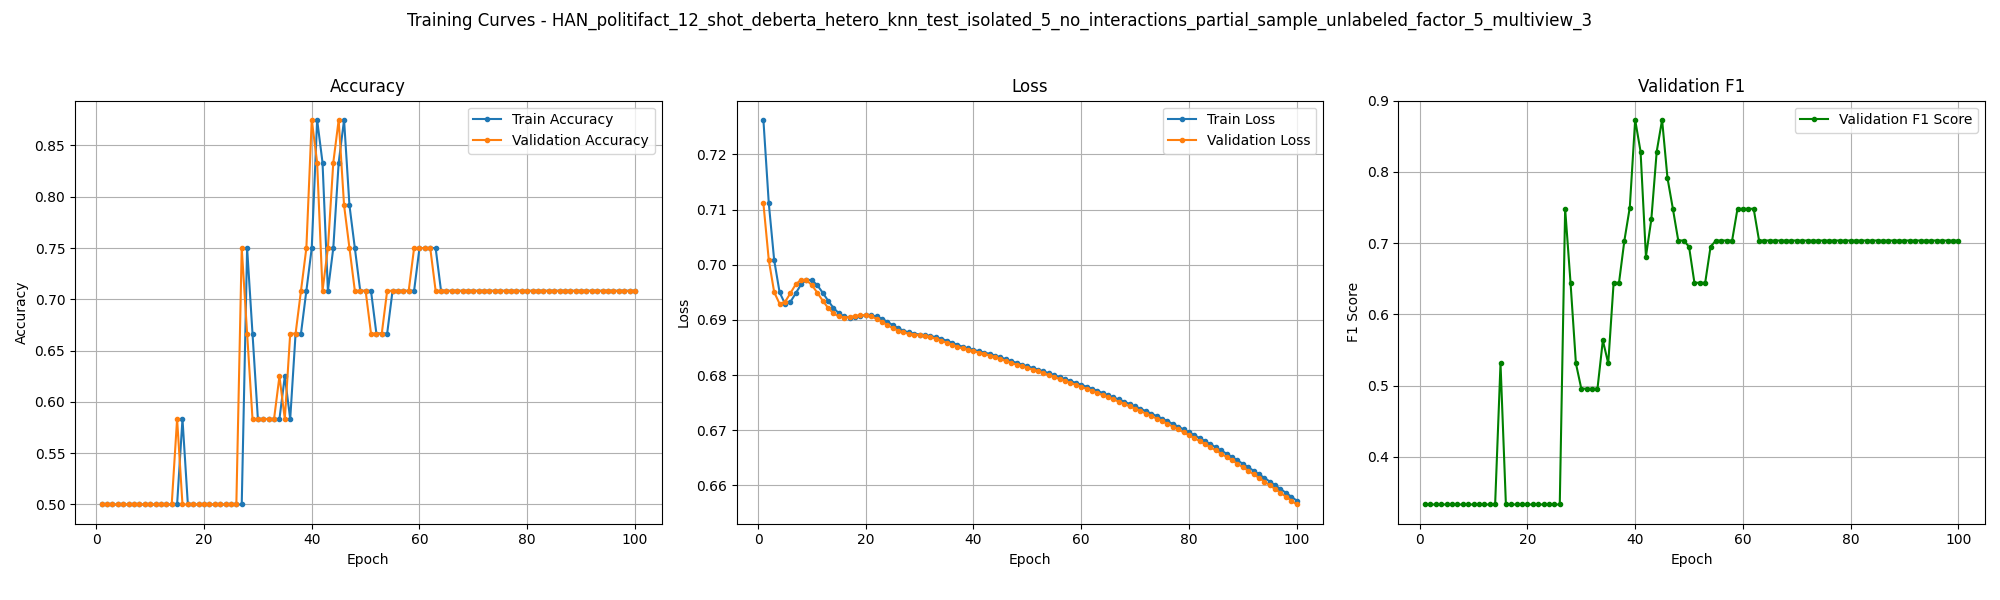 Training Curves - HAN_politifact_12_shot_deberta_hetero_knn_test_isolated_5_no_interactions_partial_sample_unlabeled_factor_5_multiview_3
Accuracy
Train Accuracy
Validation Accuracy
0.85
0.80
0.75
0.70
0.65
0.60
0.55
0.50
Accuracy
0 20 40 60 80 100
Epoch
Loss
Train Loss
Validation Loss
0.72
0.71
0.70
0.69
0.68
0.67
0.66
Loss
0 20 40 60 80 100
Epoch
Validation F1
Validation F1 Score
0.9
0.8
0.7
0.6
0.5
0.4
F1 Score
0 20 40 60 80 100
Epoch